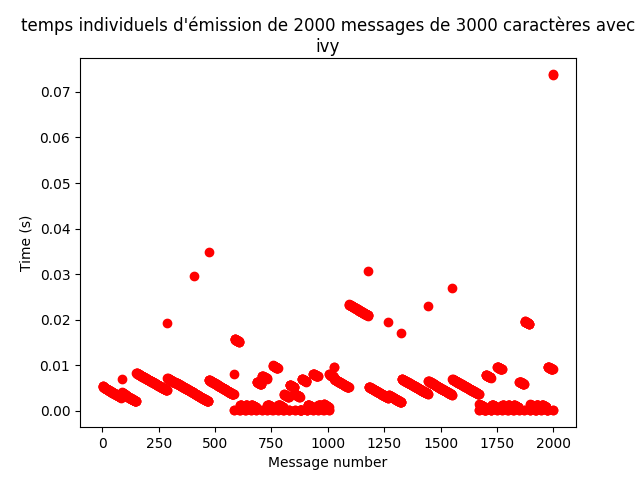 temps individuels d'émission de 2000 messages de 3000 caractères avec
ivy
0.07
0.06
0.05
0.04
0.03
0.02
0.01
0.00
Time (s)
0 250 500 750 1000 1250 1500 1750 2000
Message number